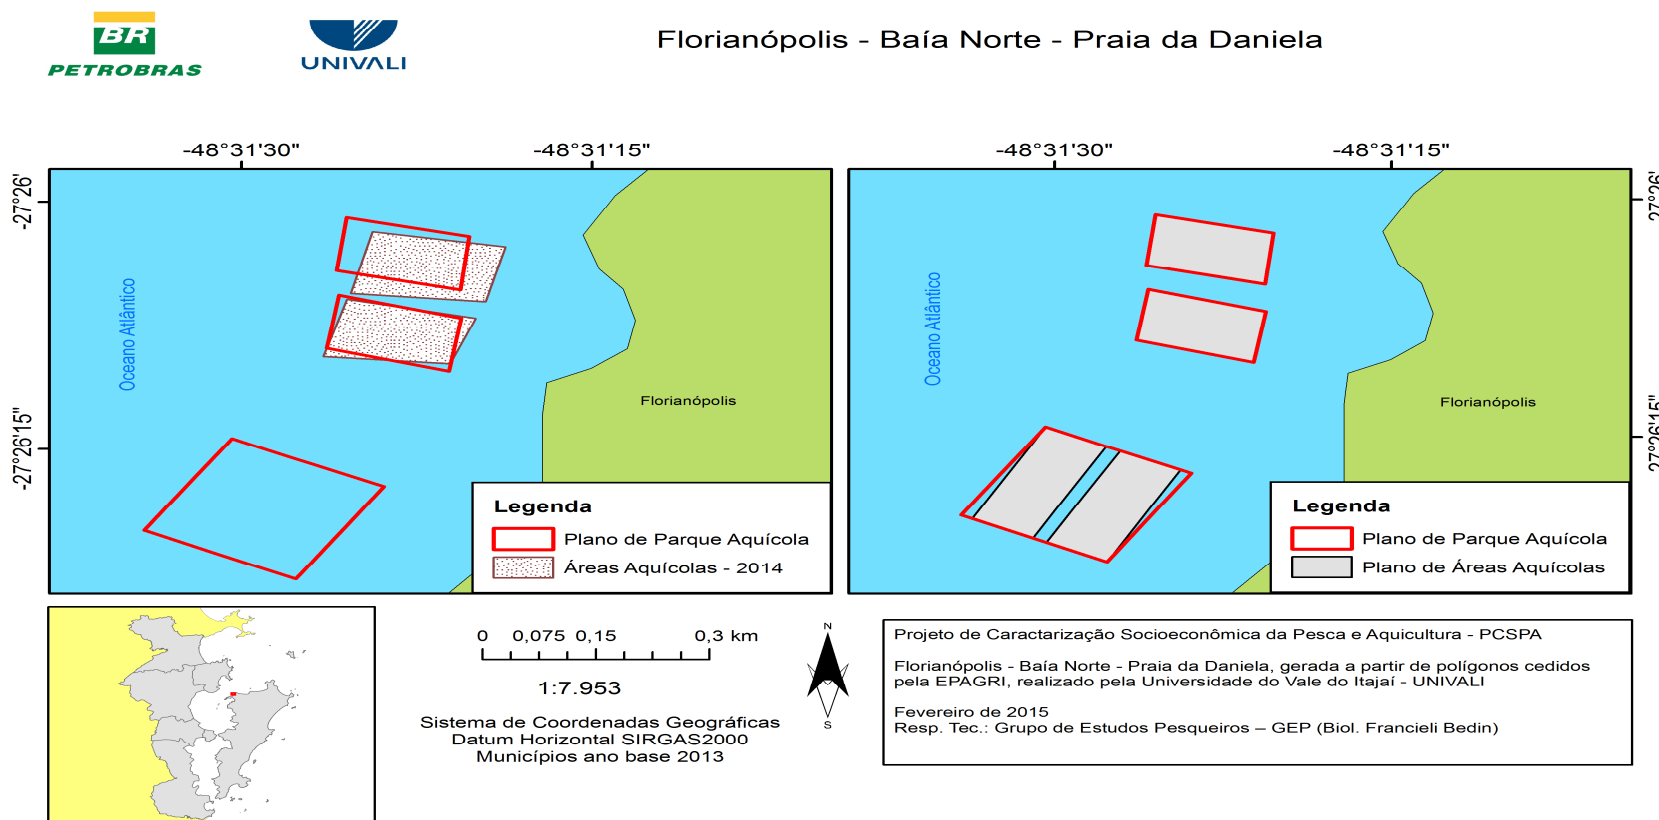 BR
PETROBRAS
UNIVALI
Florianópolis - Baía Norte - Praia da Daniela
-48°31'30"
-48°31'15"
-48°31'30"
-48°31'15"
-27°26'
-27°26'15"
Oceano Atlântico
Florianópolis
Legenda
Plano de Parque Aquícola
Áreas Aquícolas - 2014
Oceano Atlântico
Florianópolis
Legenda
Plano de Parque Aquícola
Plano de Áreas Aquícolas
-27°26'
-27°26'15"
0 0,075 0,15 0,3 km
1:7.953
Sistema de Coordenadas Geográficas
Datum Horizontal SIRGAS2000
Municípios ano base 2013
N
S
Projeto de Caractarização Socioeconômica da Pesca e Aquicultura - PCSPA
Florianópolis - Baía Norte - Praia da Daniela, gerada a partir de polígonos cedidos
pela EPAGRI, realizado pela Universidade do Vale do Itajaí - UNIVALI
Fevereiro de 2015
Resp. Tec.: Grupo de Estudos Pesqueiros – GEP (Biol. Francieli Bedin)